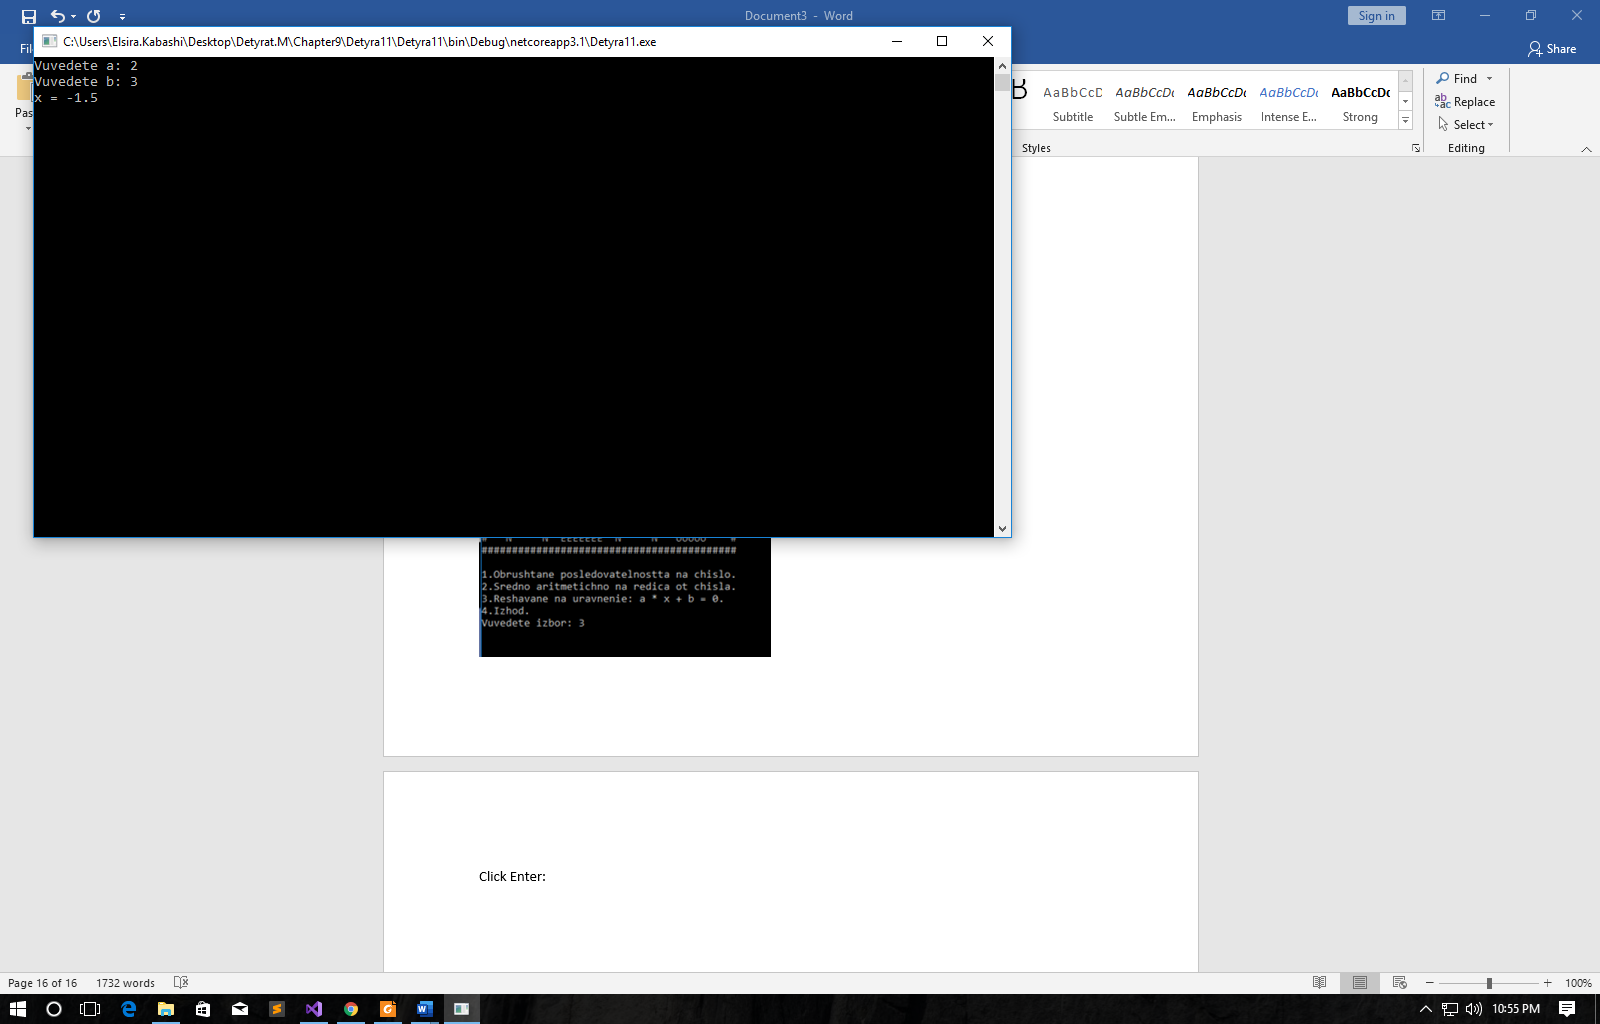 Document3 - Word
Sign in
C:\Users\Elsira.Kabashi\Desktop\Detyrat.M\Chapter9\Detyra11\Detyra11\bin\Debug\netcoreapp3.1\Detyra11.exe
Share
Vuvedete a: 2
Vuvedete b: 3
x = -1.5
AaBbCcD AaBbCcDc AaBbCcDc AaBbCcDc AaBbCcDc
Subtitle Subtle Em... Emphasis Intense E... Strong
Styles
Find
Replace
Select
Editing
###########################################
1.Obrushtane posledovatelnostta na chislo.
2.Sredno aritmetichno na redica ot chisla.
3.Reshavane na uravnenie: a * x + b = 0.
4.Izhod.
Vuvedete izbor: 3
Click Enter:
Page 16 of 16 1732 words
100%
10:55 PM